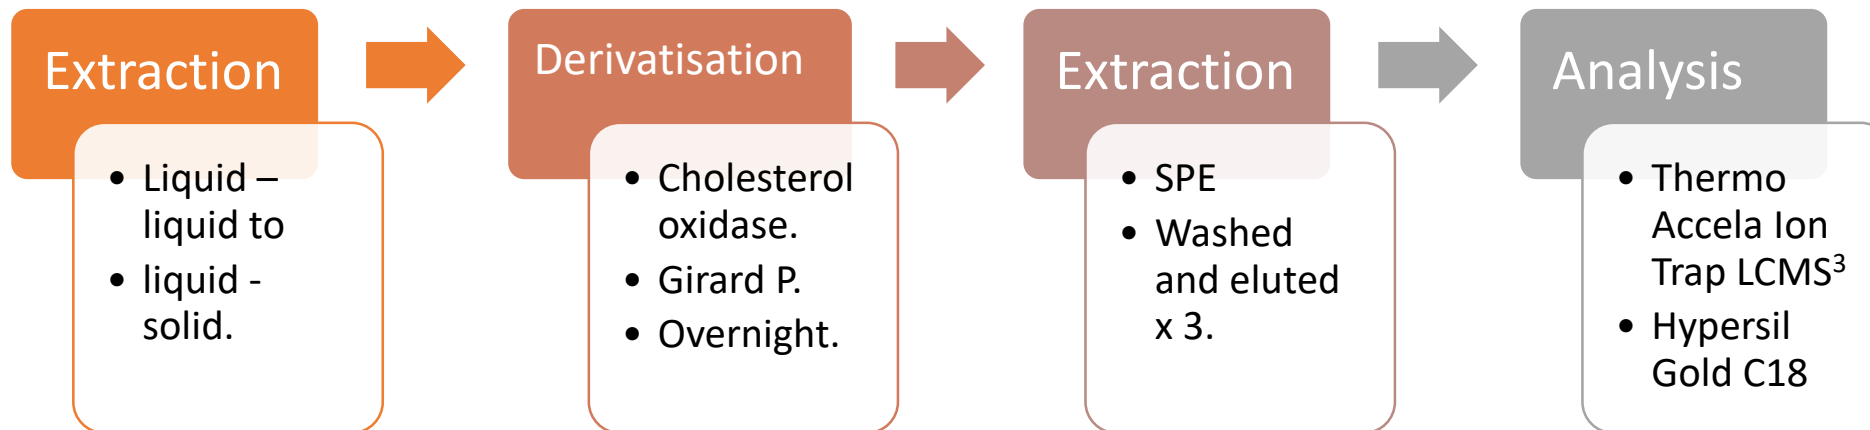 Extraction
• Liquid –
liquid to
• liquid -
solid.
Derivatisation
• Cholesterol
oxidase.
• Girard P.
• Overnight.
Extraction
• SPE
• Washed
and eluted
x 3.
Analysis
• Thermo
Accela Ion
Trap LCMS³
• Hypersil
Gold C18